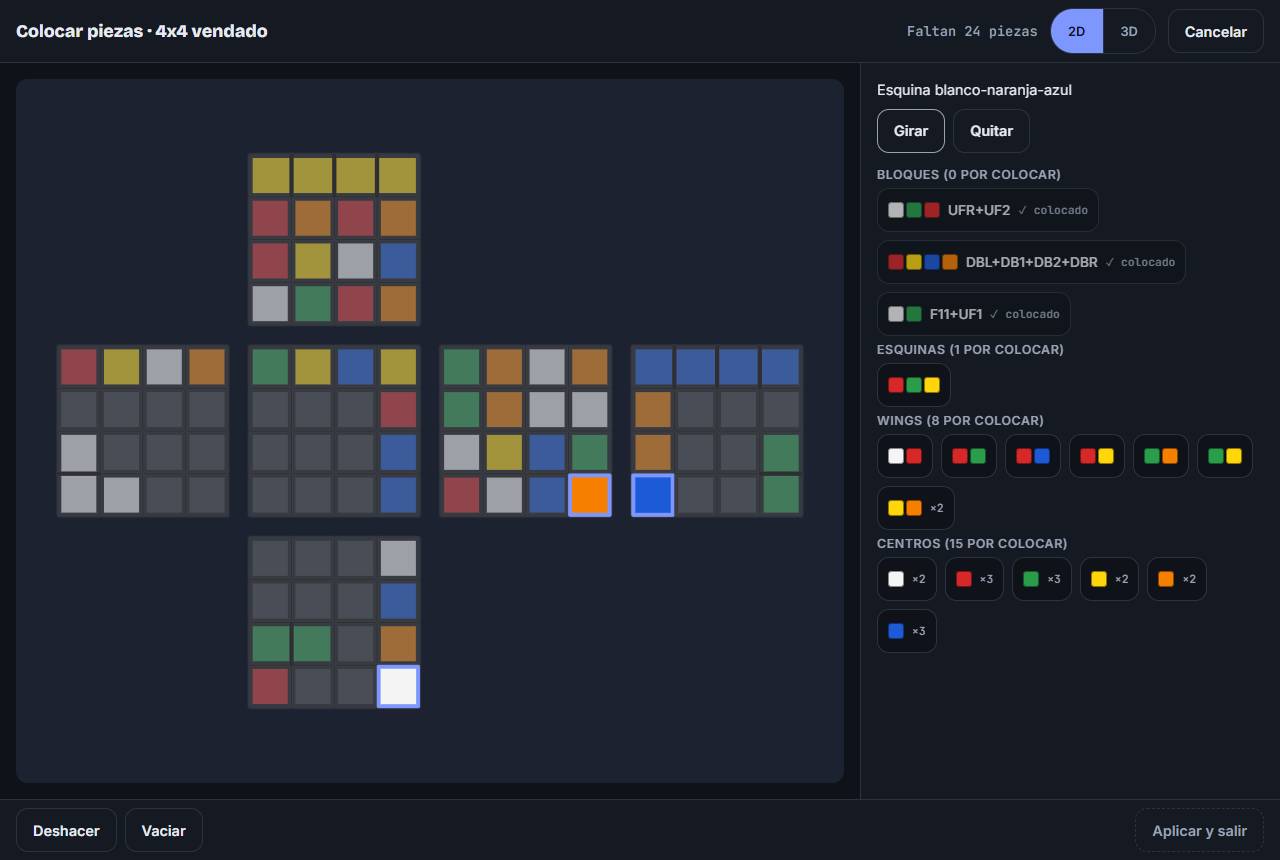 Colocar piezas · 4x4 vendado
Faltan 24 piezas
2D
3D
Cancelar
Esquina blanco-naranja-azul
Girar
Quitar
BLOQUES (0 POR COLOCAR)
UFR+UF2 ✓ colocado
DBL+DB1+DB2+DBR ✓ colocado
F11+UF1 ✓ colocado
ESQUINAS (1 POR COLOCAR)
WINGS (8 POR COLOCAR)
×2
CENTROS (15 POR COLOCAR)
×2 ×3 ×3 ×2 ×2
×3
Deshacer
Vaciar
Aplicar y salir